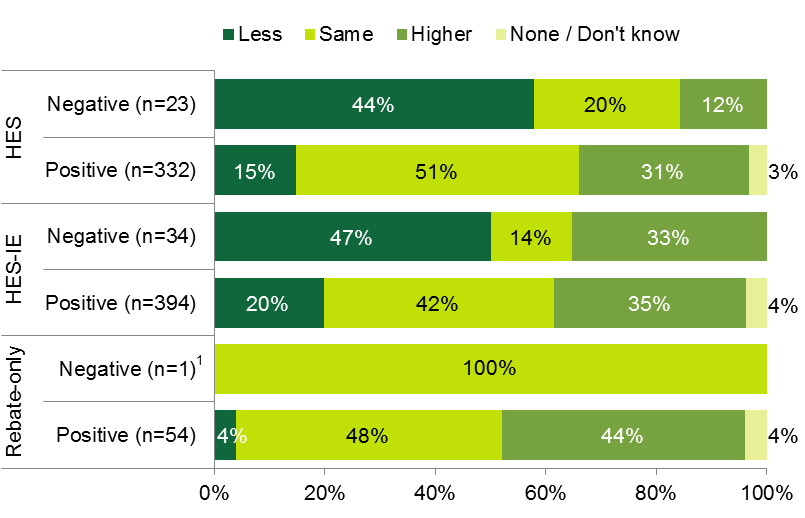 Less Same Higher None / Don't know
HES
Negative (n=23) 44% 20% 12%
Positive (n=332) 15% 51% 31% 3%
HES-IE
Negative (n=34) 47% 14% 33%
Positive (n=394) 20% 42% 35% 4%
Rebate-only
Negative (n=1)¹ 100%
Positive (n=54) 4% 48% 44% 4%
0% 20% 40% 60% 80% 100%